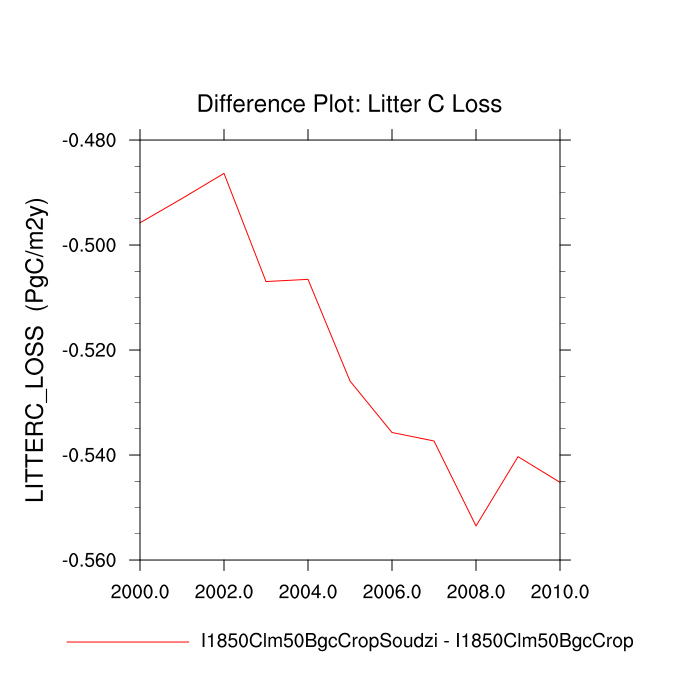 Difference Plot: Litter C Loss
-0.480
-0.500
-0.520
-0.540
-0.560
LITTERC_LOSS (PgC/m2y)
2000.0 2002.0 2004.0 2006.0 2008.0 2010.0
I1850Clm50BgcCropSoudzi - I1850Clm50BgcCrop